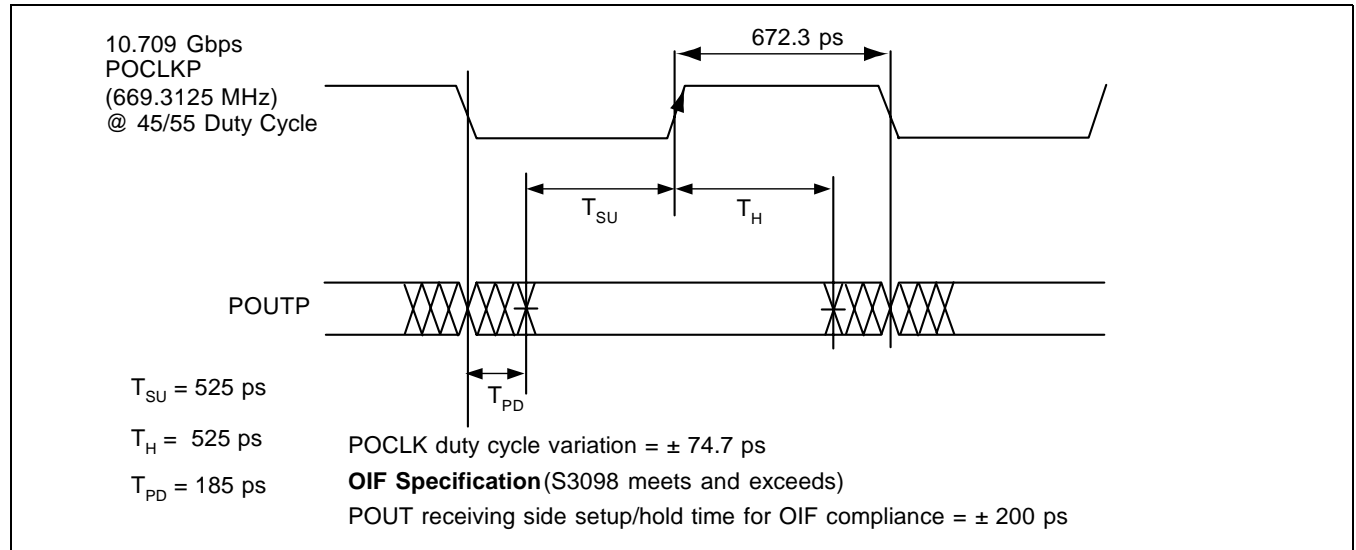 10.709 Gbps
POCLKP
(669.3125 MHz)
@ 45/55 Duty Cycle
672.3 ps
TSU
TH
POUTP
TPD
TSU = 525 ps
TH = 525 ps
TPD = 185 ps
POCLK duty cycle variation = ± 74.7 ps
OIF Specification (S3098 meets and exceeds)
POUT receiving side setup/hold time for OIF compliance = ± 200 ps